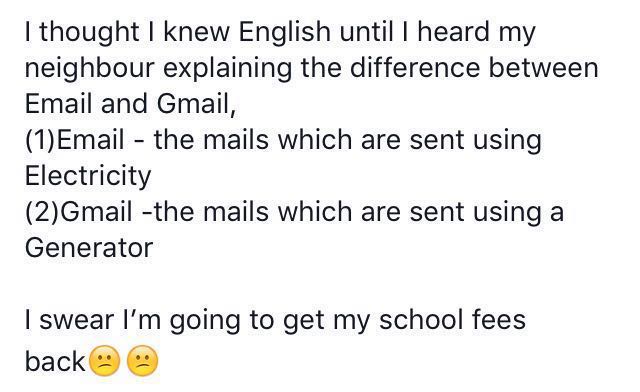 I thought I knew English until I heard my
neighbour explaining the difference between
Email and Gmail,
(1)Email - the mails which are sent using
Electricity
(2)Gmail -the mails which are sent using a
Generator
I swear I’m going to get my school fees
back😕😕